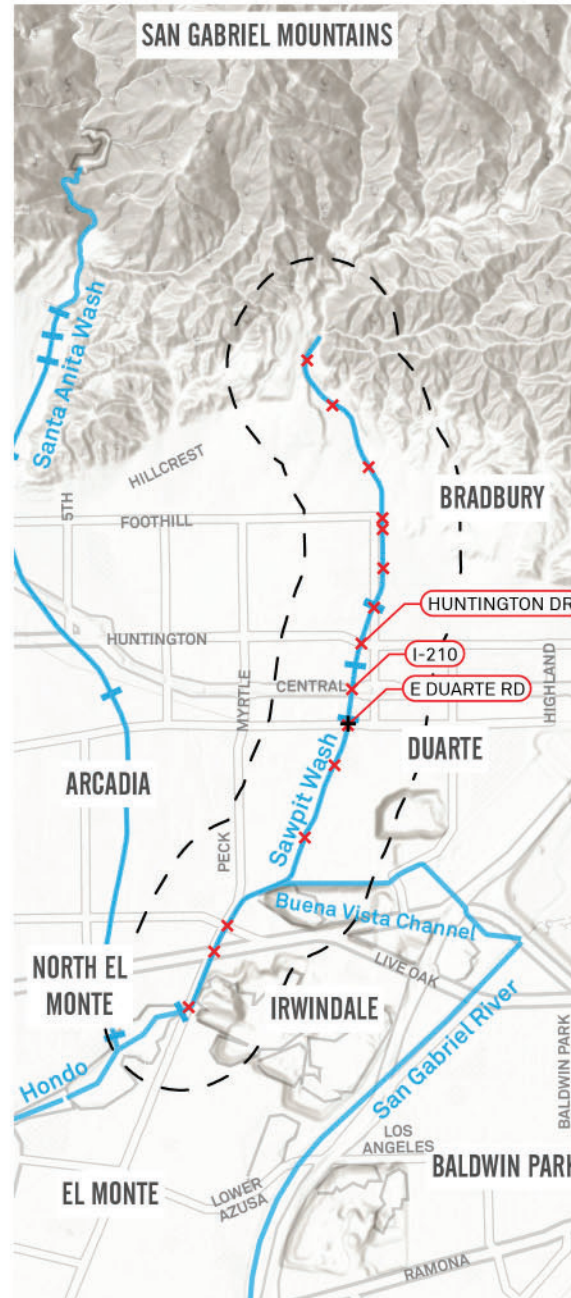 SAN GABRIEL MOUNTAINS
Santa Anita Wash
HILLCREST
5TH
FOOTHILL
BRADBURY
HUNTINGTON DR
HUNTINGTON
I-210
CENTRAL
E DUARTE RD
MYRTLE
HIGHLAND
DUARTE
ARCADIA
Sawpit Wash
PECK
Buena Vista Channel
LIVE OAK
NORTH EL
MONTE
IRWINDALE
San Gabriel River
BALDWIN PARK
Hondo
LOS
ANGELES
EL MONTE
LOWER
AZUSA
BALDWIN PARK
RAMONA